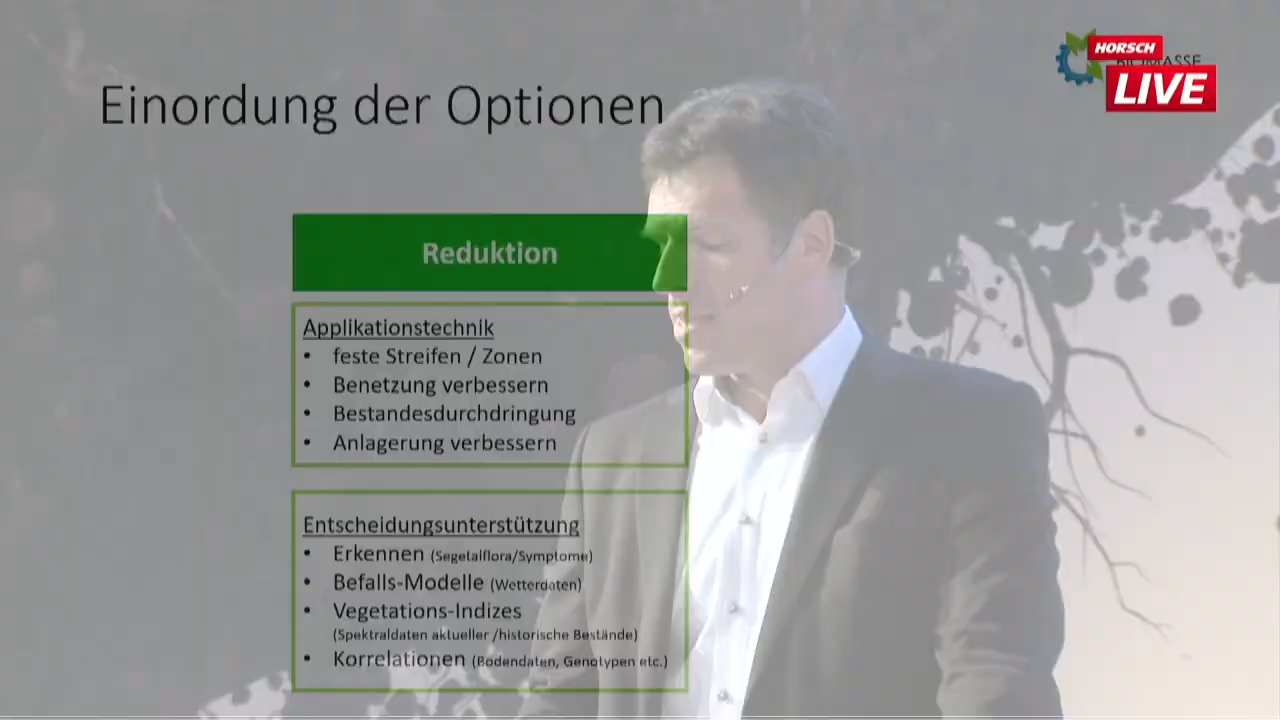 HORSCH
BIOMASSE
LIVE
Einordung der Optionen
Reduktion
Applikationstechnik
• feste Streifen / Zonen
• Benetzung verbessern
• Bestandesdurchdringung
• Anlagerung verbessern
Entscheidungsunterstützung
• Erkennen (Segetalflora/Symptome)
• Befalls-Modelle (Wetterdaten)
• Vegetations-Indizes
(Spektraldaten aktueller /historische Bestände)
• Korrelationen (Bodendaten, Genotypen etc.)